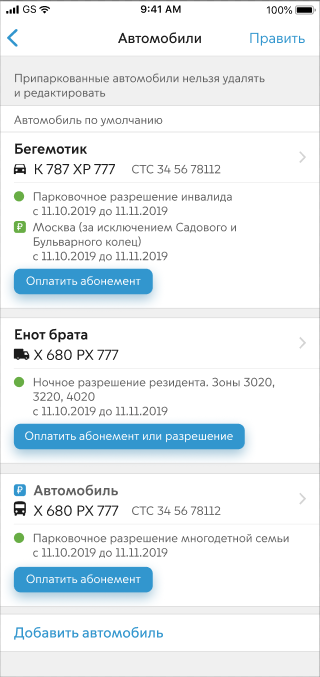 GS 9:41 AM 100%
Автомобили Править
Припаркованные автомобили нельзя удалять
и редактировать
Автомобиль по умолчанию
Бегемотик
К 787 ХР 777 СТС 34 56 78112
Парковочное разрешение инвалида
с 11.10.2019 до 11.11.2019
₽ Москва (за исключением Садового и
Бульварного колец)
с 11.10.2019 до 11.11.2019
Оплатить абонемент
Енот брата
Х 680 РХ 777
Ночное разрешение резидента. Зоны 3020,
3220, 4020
с 11.10.2019 до 11.11.2019
Оплатить абонемент или разрешение
₽ Автомобиль
Х 680 РХ 777 СТС 34 56 78112
Парковочное разрешение многодетной семьи
с 11.10.2019 до 11.11.2019
Оплатить абонемент
Добавить автомобиль